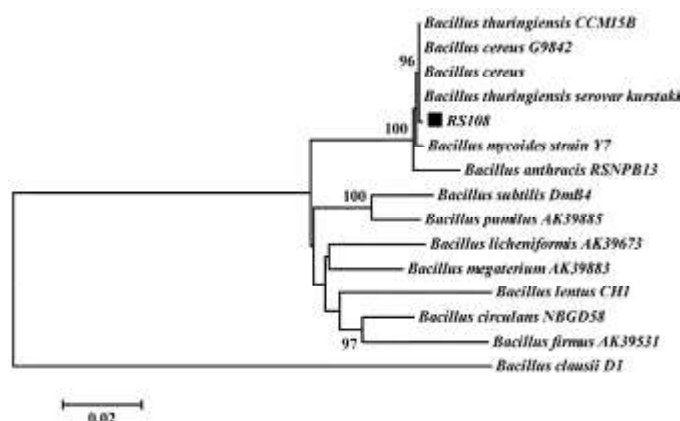 Bacillus thuringiensis CCM15B
Bacillus cereus G9842
96
Bacillus cereus
Bacillus thuringiensis serovar kurstaki
RS108
100
Bacillus mycoides strain Y7
Bacillus anthracis RSNPB13
100
Bacillus subtilis DmB4
Bacillus pumilus AK39885
Bacillus licheniformis AK39673
Bacillus megaterium AK39883
Bacillus lentus CH1
Bacillus circulans NBGD58
97
Bacillus firmus AK39531
Bacillus clausii D1
0.02